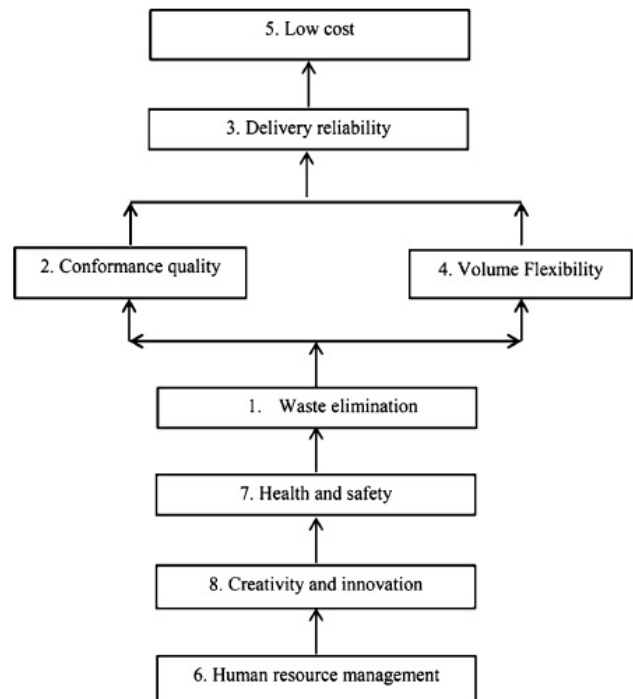 5. Low cost
3. Delivery reliability
2. Conformance quality
4. Volume Flexibility
1. Waste elimination
7. Health and safety
8. Creativity and innovation
6. Human resource management